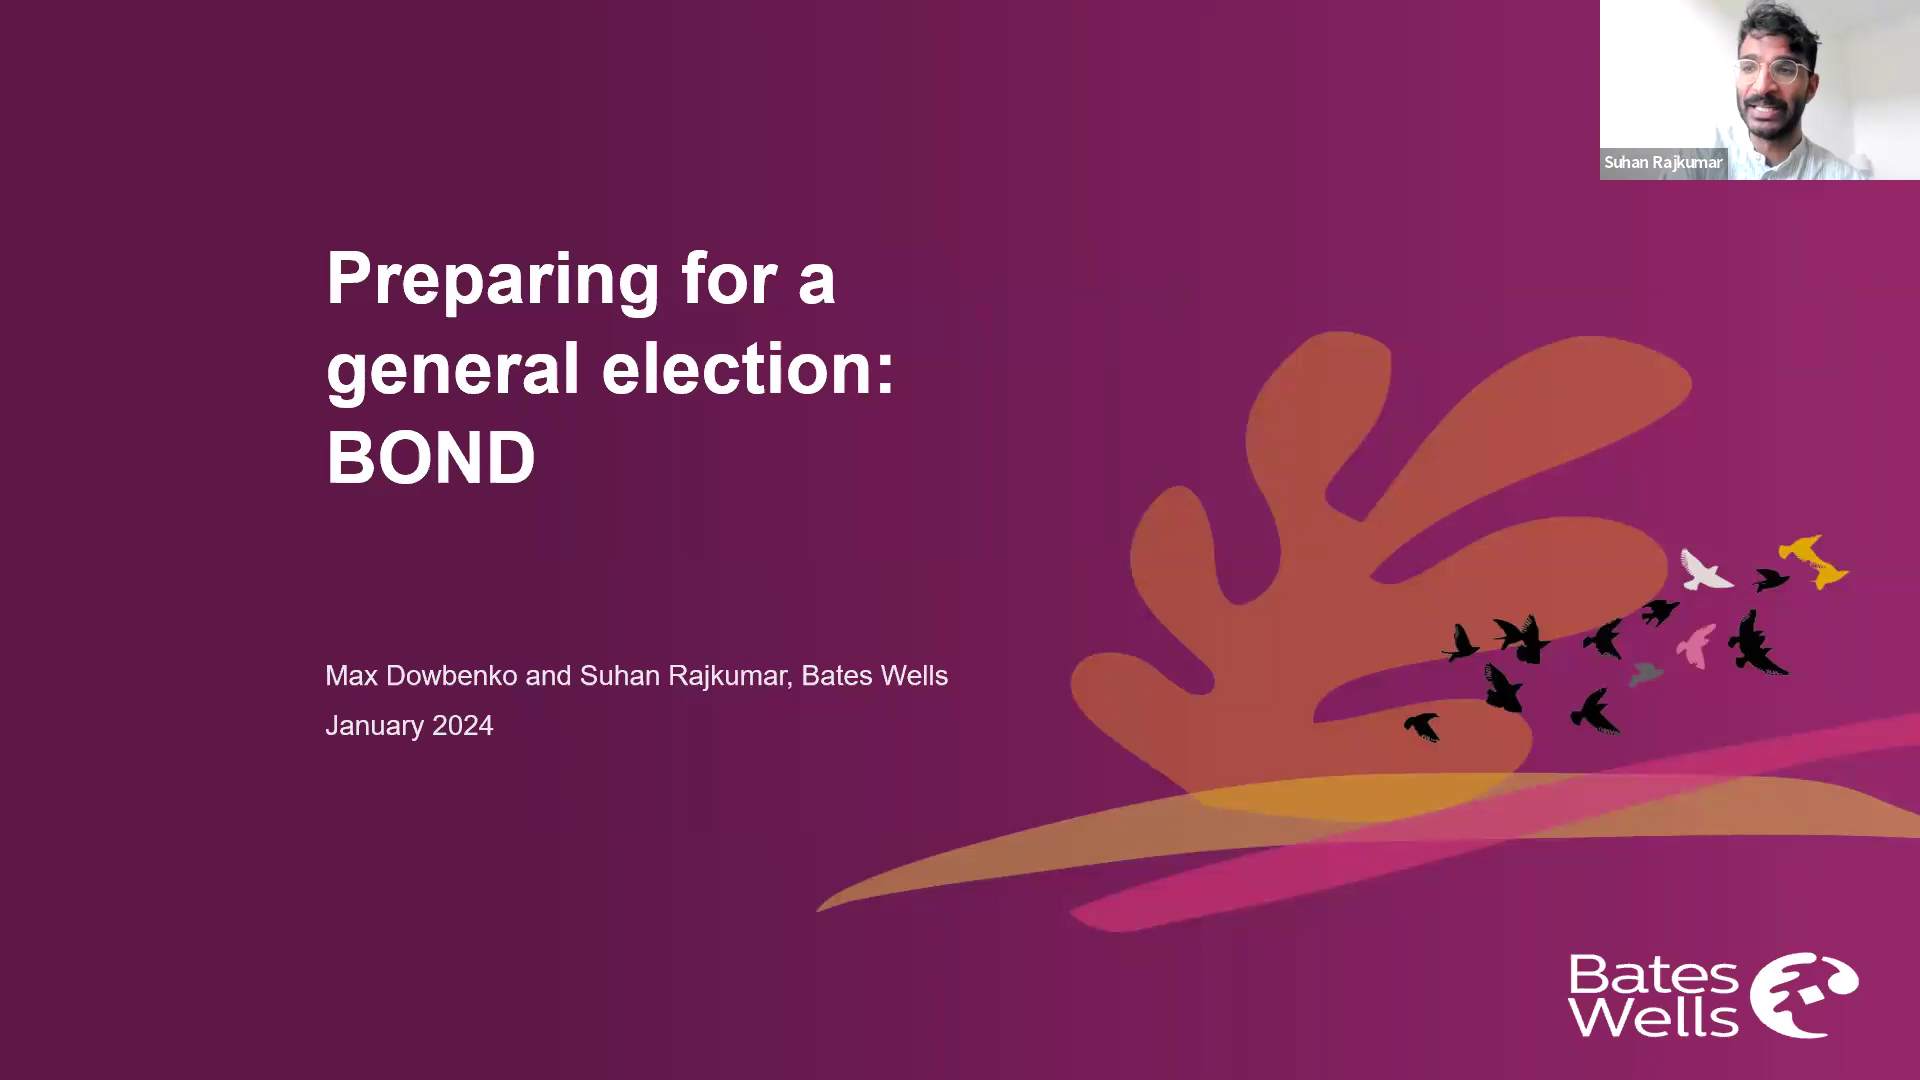 Suhan Rajkumar
Preparing for a
general election:
BOND
Max Dowbenko and Suhan Rajkumar, Bates Wells
January 2024
Bates
Wells